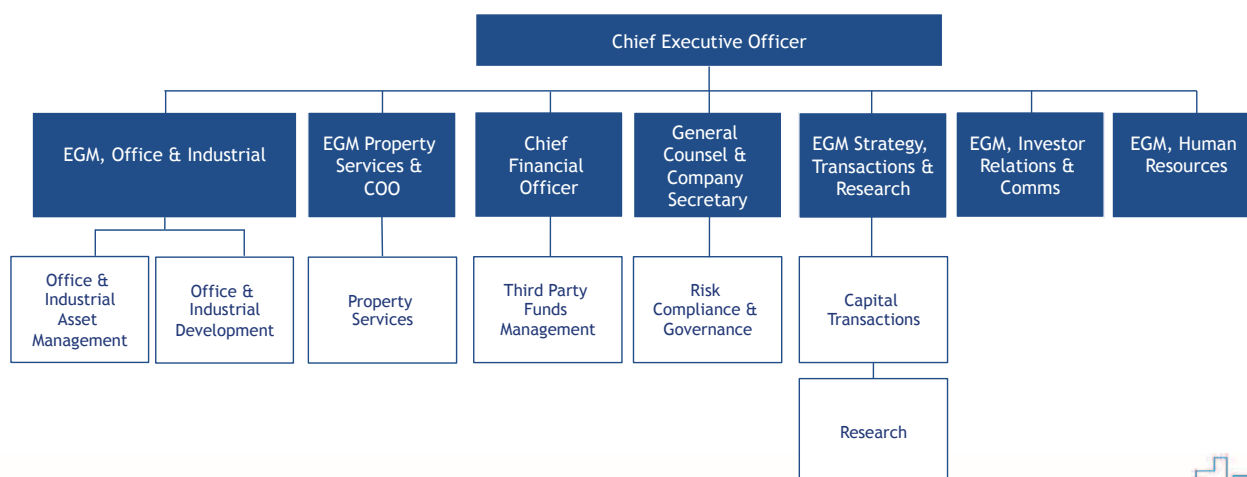 Chief Executive Officer
EGM, Office & Industrial
EGM Property
Services &
COO
Chief
Financial
Officer
General
Counsel &
Company
Secretary
EGM Strategy,
Transactions &
Research
EGM, Investor
Relations &
Comms
EGM, Human
Resources
Office &
Industrial
Asset
Management
Office &
Industrial
Development
Property
Services
Third Party
Funds
Management
Risk
Compliance &
Governance
Capital
Transactions
Research